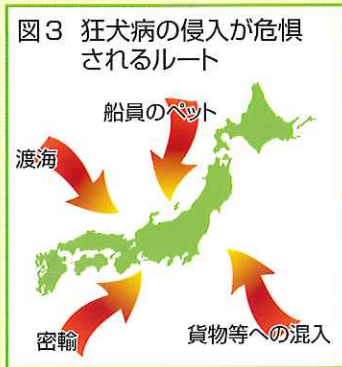 図3 狂犬病の侵入が危惧
されるルート
船員のペット
渡海
密輸
貨物等への混入